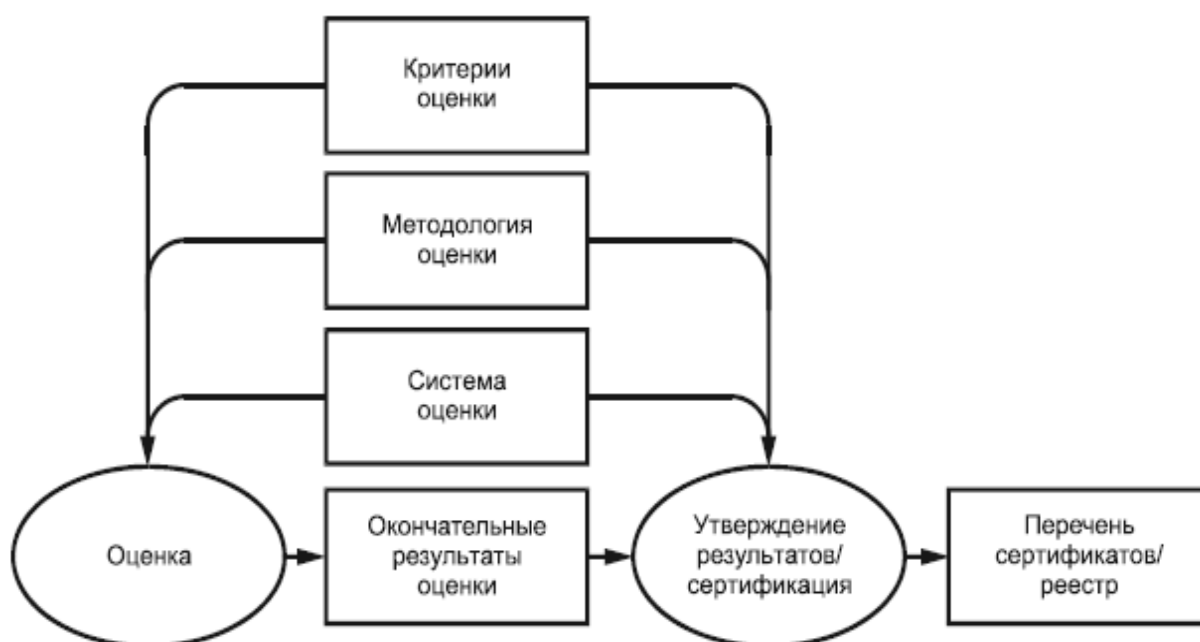 Критерии
оценки
Методология
оценки
Система
оценки
Оценка
Окончательные
результаты
оценки
Утверждение
результатов/
сертификация
Перечень
сертификатов/
реестр